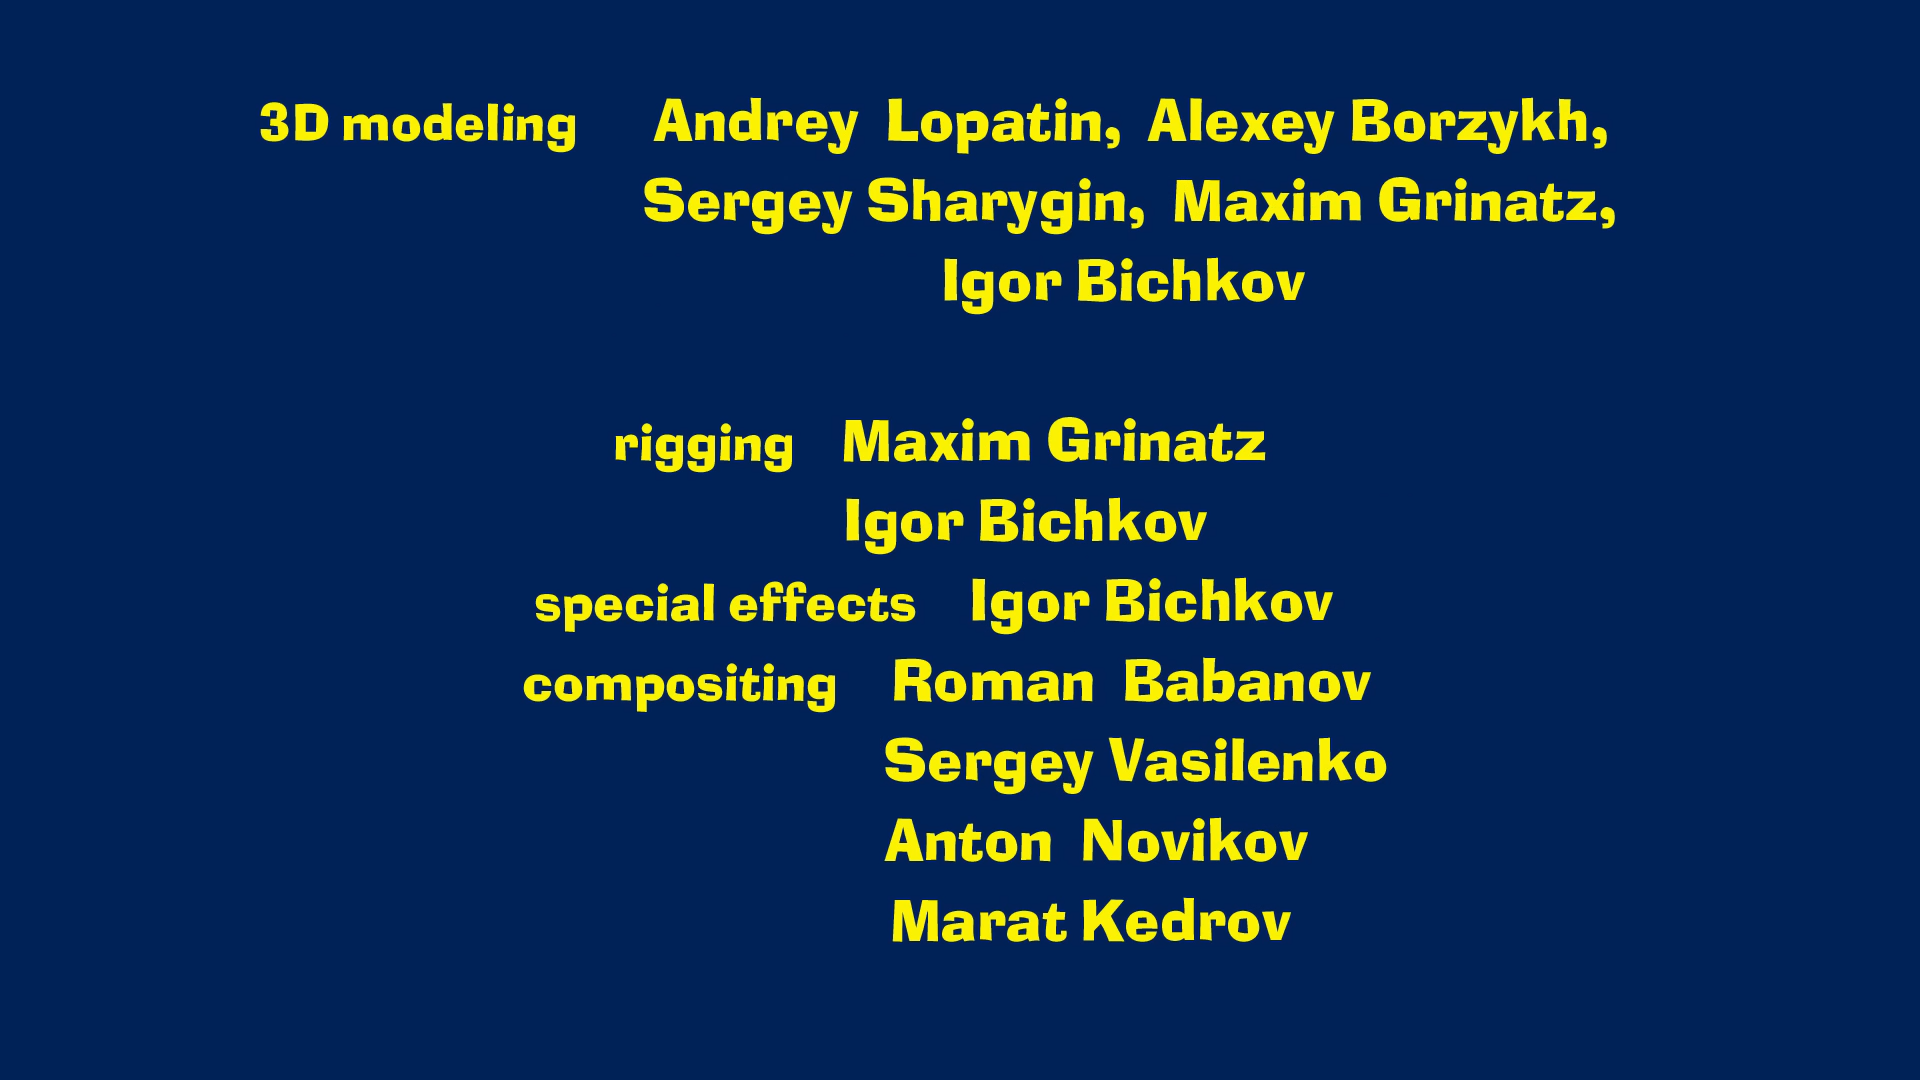 3D modeling Andrey Lopatin, Alexey Borzykh,
Sergey Sharygin, Maxim Grinatz,
Igor Bichkov
rigging Maxim Grinatz
Igor Bichkov
special effects Igor Bichkov
compositing Roman Babanov
Sergey Vasilenko
Anton Novikov
Marat Kedrov